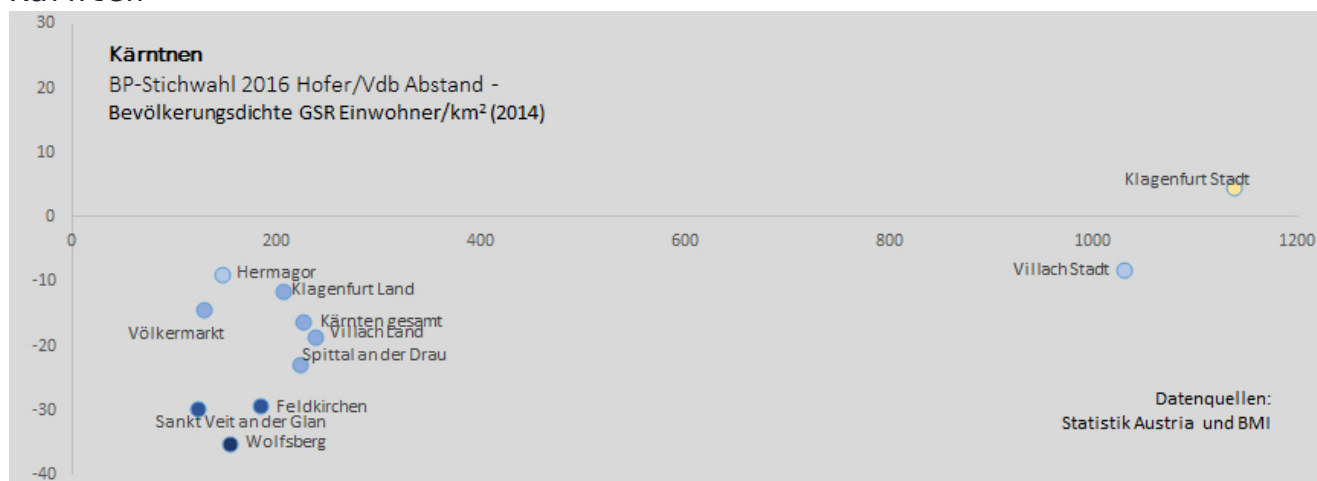 30
Kärntnen
BP-Stichwahl 2016 Hofer/Vdb Abstand -
20
Bevölkerungsdichte GSR Einwohner/km² (2014)
10
Klagenfurt Stadt
0
0 200 400 600 800 1000 1200
Hermagor
Villach Stadt
-10
Klagenfurt Land
Kärnten gesamt
Völkermarkt
Villach Land
-20
Spittal an der Drau
Datenquellen:
-30
Feldkirchen
Sankt Veit an der Glan
Statistik Austria und BMI
Wolfsberg
-40